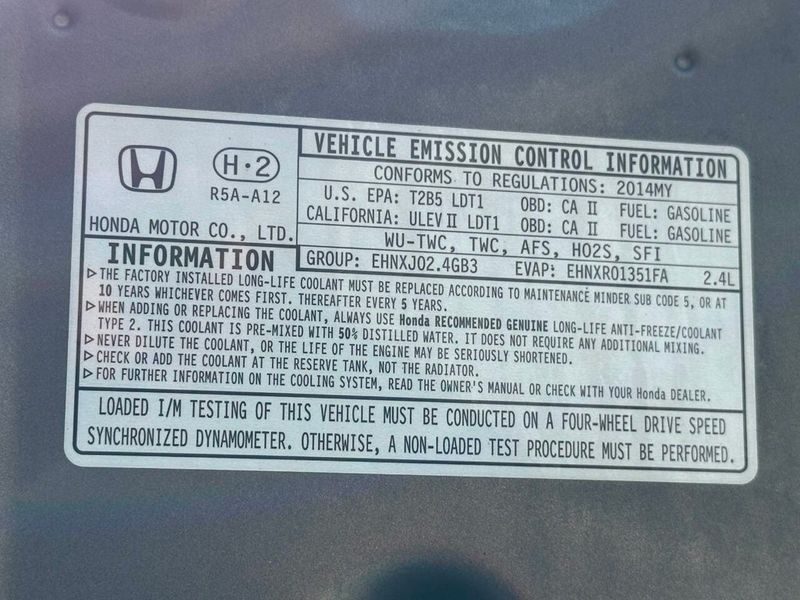 H·2
R5A-A12
HONDA MOTOR CO., LTD.
VEHICLE EMISSION CONTROL INFORMATION
CONFORMS TO REGULATIONS: 2014MY
U.S. EPA: T2B5 LDT1 OBD: CA II FUEL: GASOLINE
CALIFORNIA: ULEV II LDT1 OBD: CA II FUEL: GASOLINE
WU-TWC, TWC, AFS, HO2S, SFI
GROUP: EHNXJ02.4GB3 EVAP: EHNXR01351FA 2.4L
INFORMATION
▷THE FACTORY INSTALLED LONG-LIFE COOLANT MUST BE REPLACED ACCORDING TO MAINTENANCE MINDER SUB CODE 5, OR AT
10 YEARS WHICHEVER COMES FIRST. THEREAFTER EVERY 5 YEARS.
▷WHEN ADDING OR REPLACING THE COOLANT, ALWAYS USE Honda RECOMMENDED GENUINE LONG-LIFE ANTI-FREEZE/COOLANT
TYPE 2. THIS COOLANT IS PRE-MIXED WITH 50% DISTILLED WATER. IT DOES NOT REQUIRE ANY ADDITIONAL MIXING.
▷NEVER DILUTE THE COOLANT, OR THE LIFE OF THE ENGINE MAY BE SERIOUSLY SHORTENED.
▷CHECK OR ADD THE COOLANT AT THE RESERVE TANK, NOT THE RADIATOR.
▷FOR FURTHER INFORMATION ON THE COOLING SYSTEM, READ THE OWNER'S MANUAL OR CHECK WITH YOUR Honda DEALER.
LOADED I/M TESTING OF THIS VEHICLE MUST BE CONDUCTED ON A FOUR-WHEEL DRIVE SPEED
SYNCHRONIZED DYNAMOMETER. OTHERWISE, A NON-LOADED TEST PROCEDURE MUST BE PERFORMED.